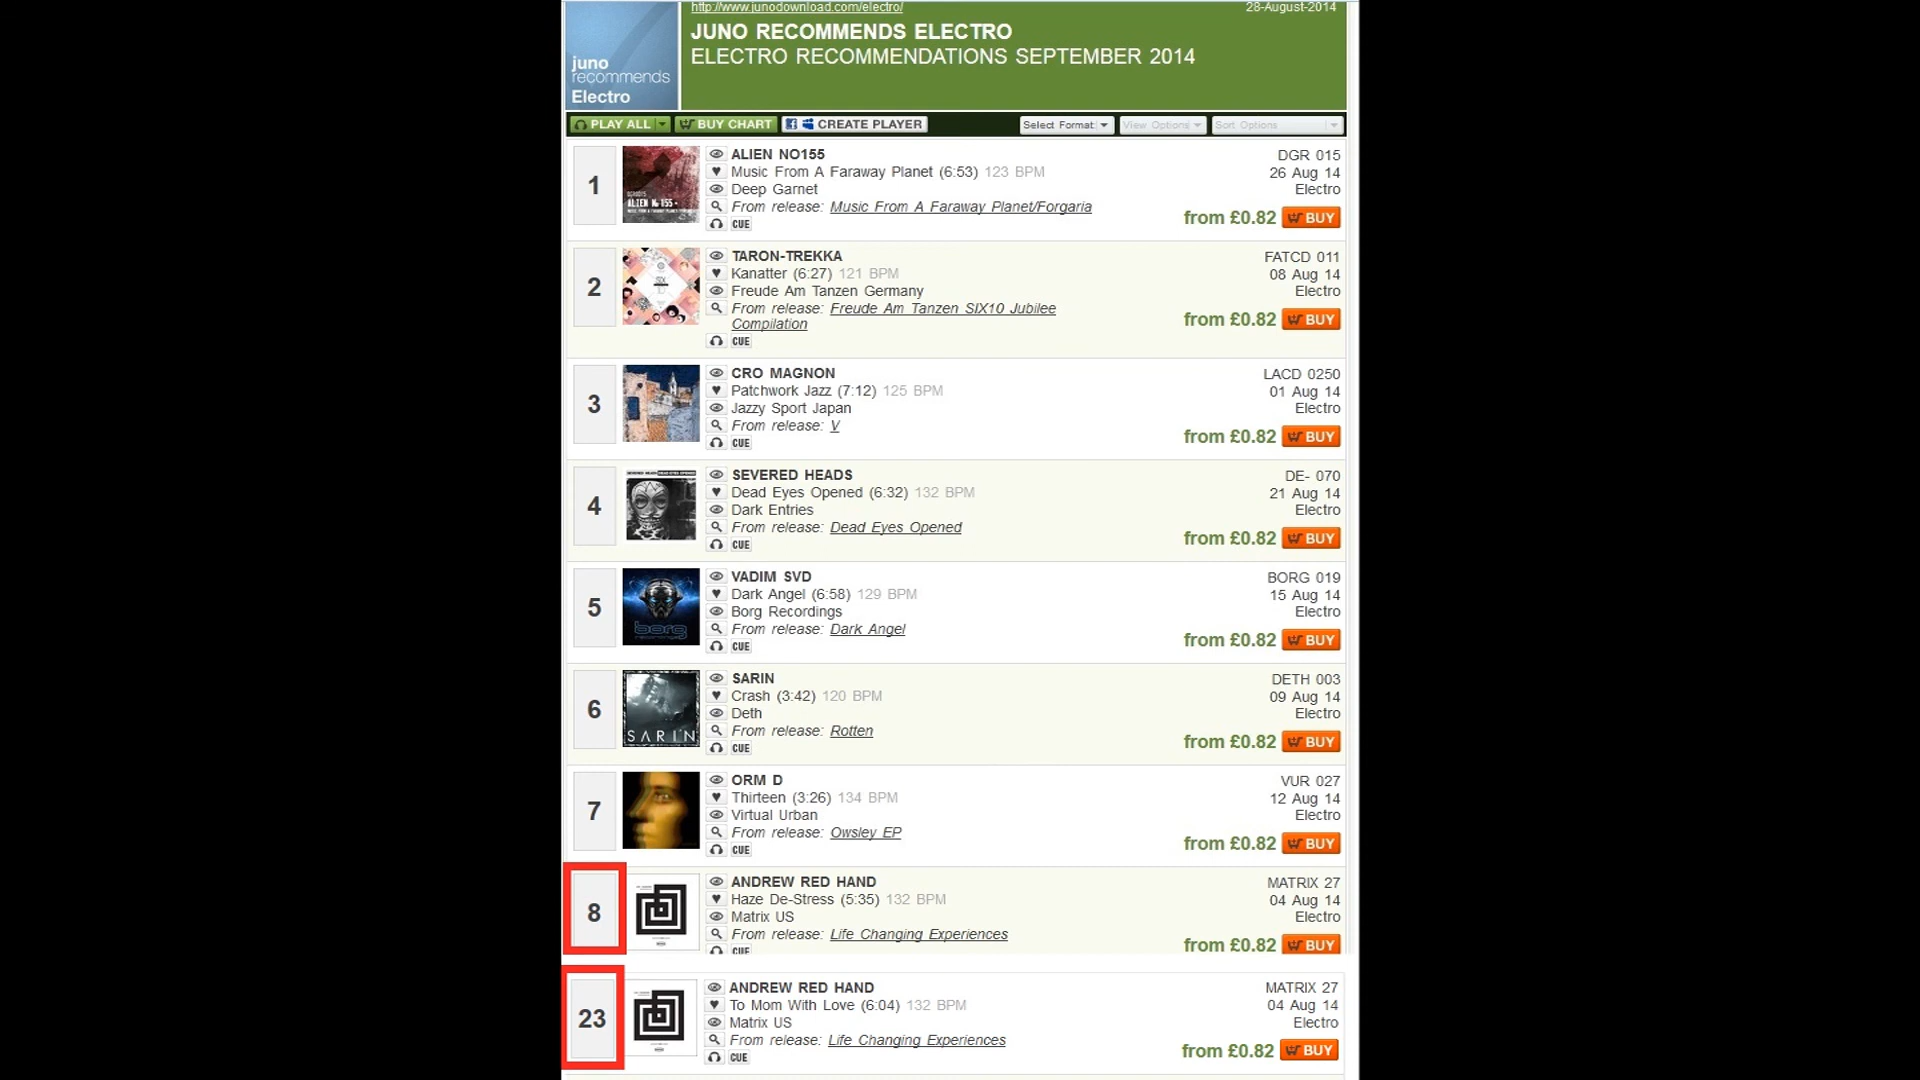 http://www.junodownload.com/electro/ 28-August-2014
JUNO RECOMMENDS ELECTRO
ELECTRO RECOMMENDATIONS SEPTEMBER 2014
juno
recommends
Electro
PLAY ALL BUY CHART CREATE PLAYER Select Format View Options Sort Options
1
ALIEN NO155 DGR 015
Music From A Faraway Planet (6:53) 123 BPM 26 Aug 14
Deep Garnet Electro
From release: Music From A Faraway Planet/Forgaria
from £0.82 BUY
CUE
2
TARON-TREKKA FATCD 011
Kanatter (6:27) 121 BPM 08 Aug 14
Freude Am Tanzen Germany Electro
From release: Freude Am Tanzen SIX10 Jubilee
Compilation
from £0.82 BUY
CUE
3
CRO MAGNON LACD 0250
Patchwork Jazz (7:12) 125 BPM 01 Aug 14
Jazzy Sport Japan Electro
From release: V
from £0.82 BUY
CUE
4
SEVERED HEADS DE- 070
Dead Eyes Opened (6:32) 132 BPM 21 Aug 14
Dark Entries Electro
From release: Dead Eyes Opened
from £0.82 BUY
CUE
5
borg
VADIM SVD BORG 019
Dark Angel (6:58) 129 BPM 15 Aug 14
Borg Recordings Electro
From release: Dark Angel
from £0.82 BUY
CUE
6
SARIN
SARIN DETH 003
Crash (3:42) 120 BPM 09 Aug 14
Deth Electro
From release: Rotten
from £0.82 BUY
CUE
7
ORM D VUR 027
Thirteen (3:26) 134 BPM 12 Aug 14
Virtual Urban Electro
From release: Owsley EP
from £0.82 BUY
CUE
8
ANDREW RED HAND MATRIX 27
Haze De-Stress (5:35) 132 BPM 04 Aug 14
Matrix US Electro
From release: Life Changing Experiences
from £0.82 BUY
CUE
23
ANDREW RED HAND MATRIX 27
To Mom With Love (6:04) 132 BPM 04 Aug 14
Matrix US Electro
From release: Life Changing Experiences
from £0.82 BUY
CUE